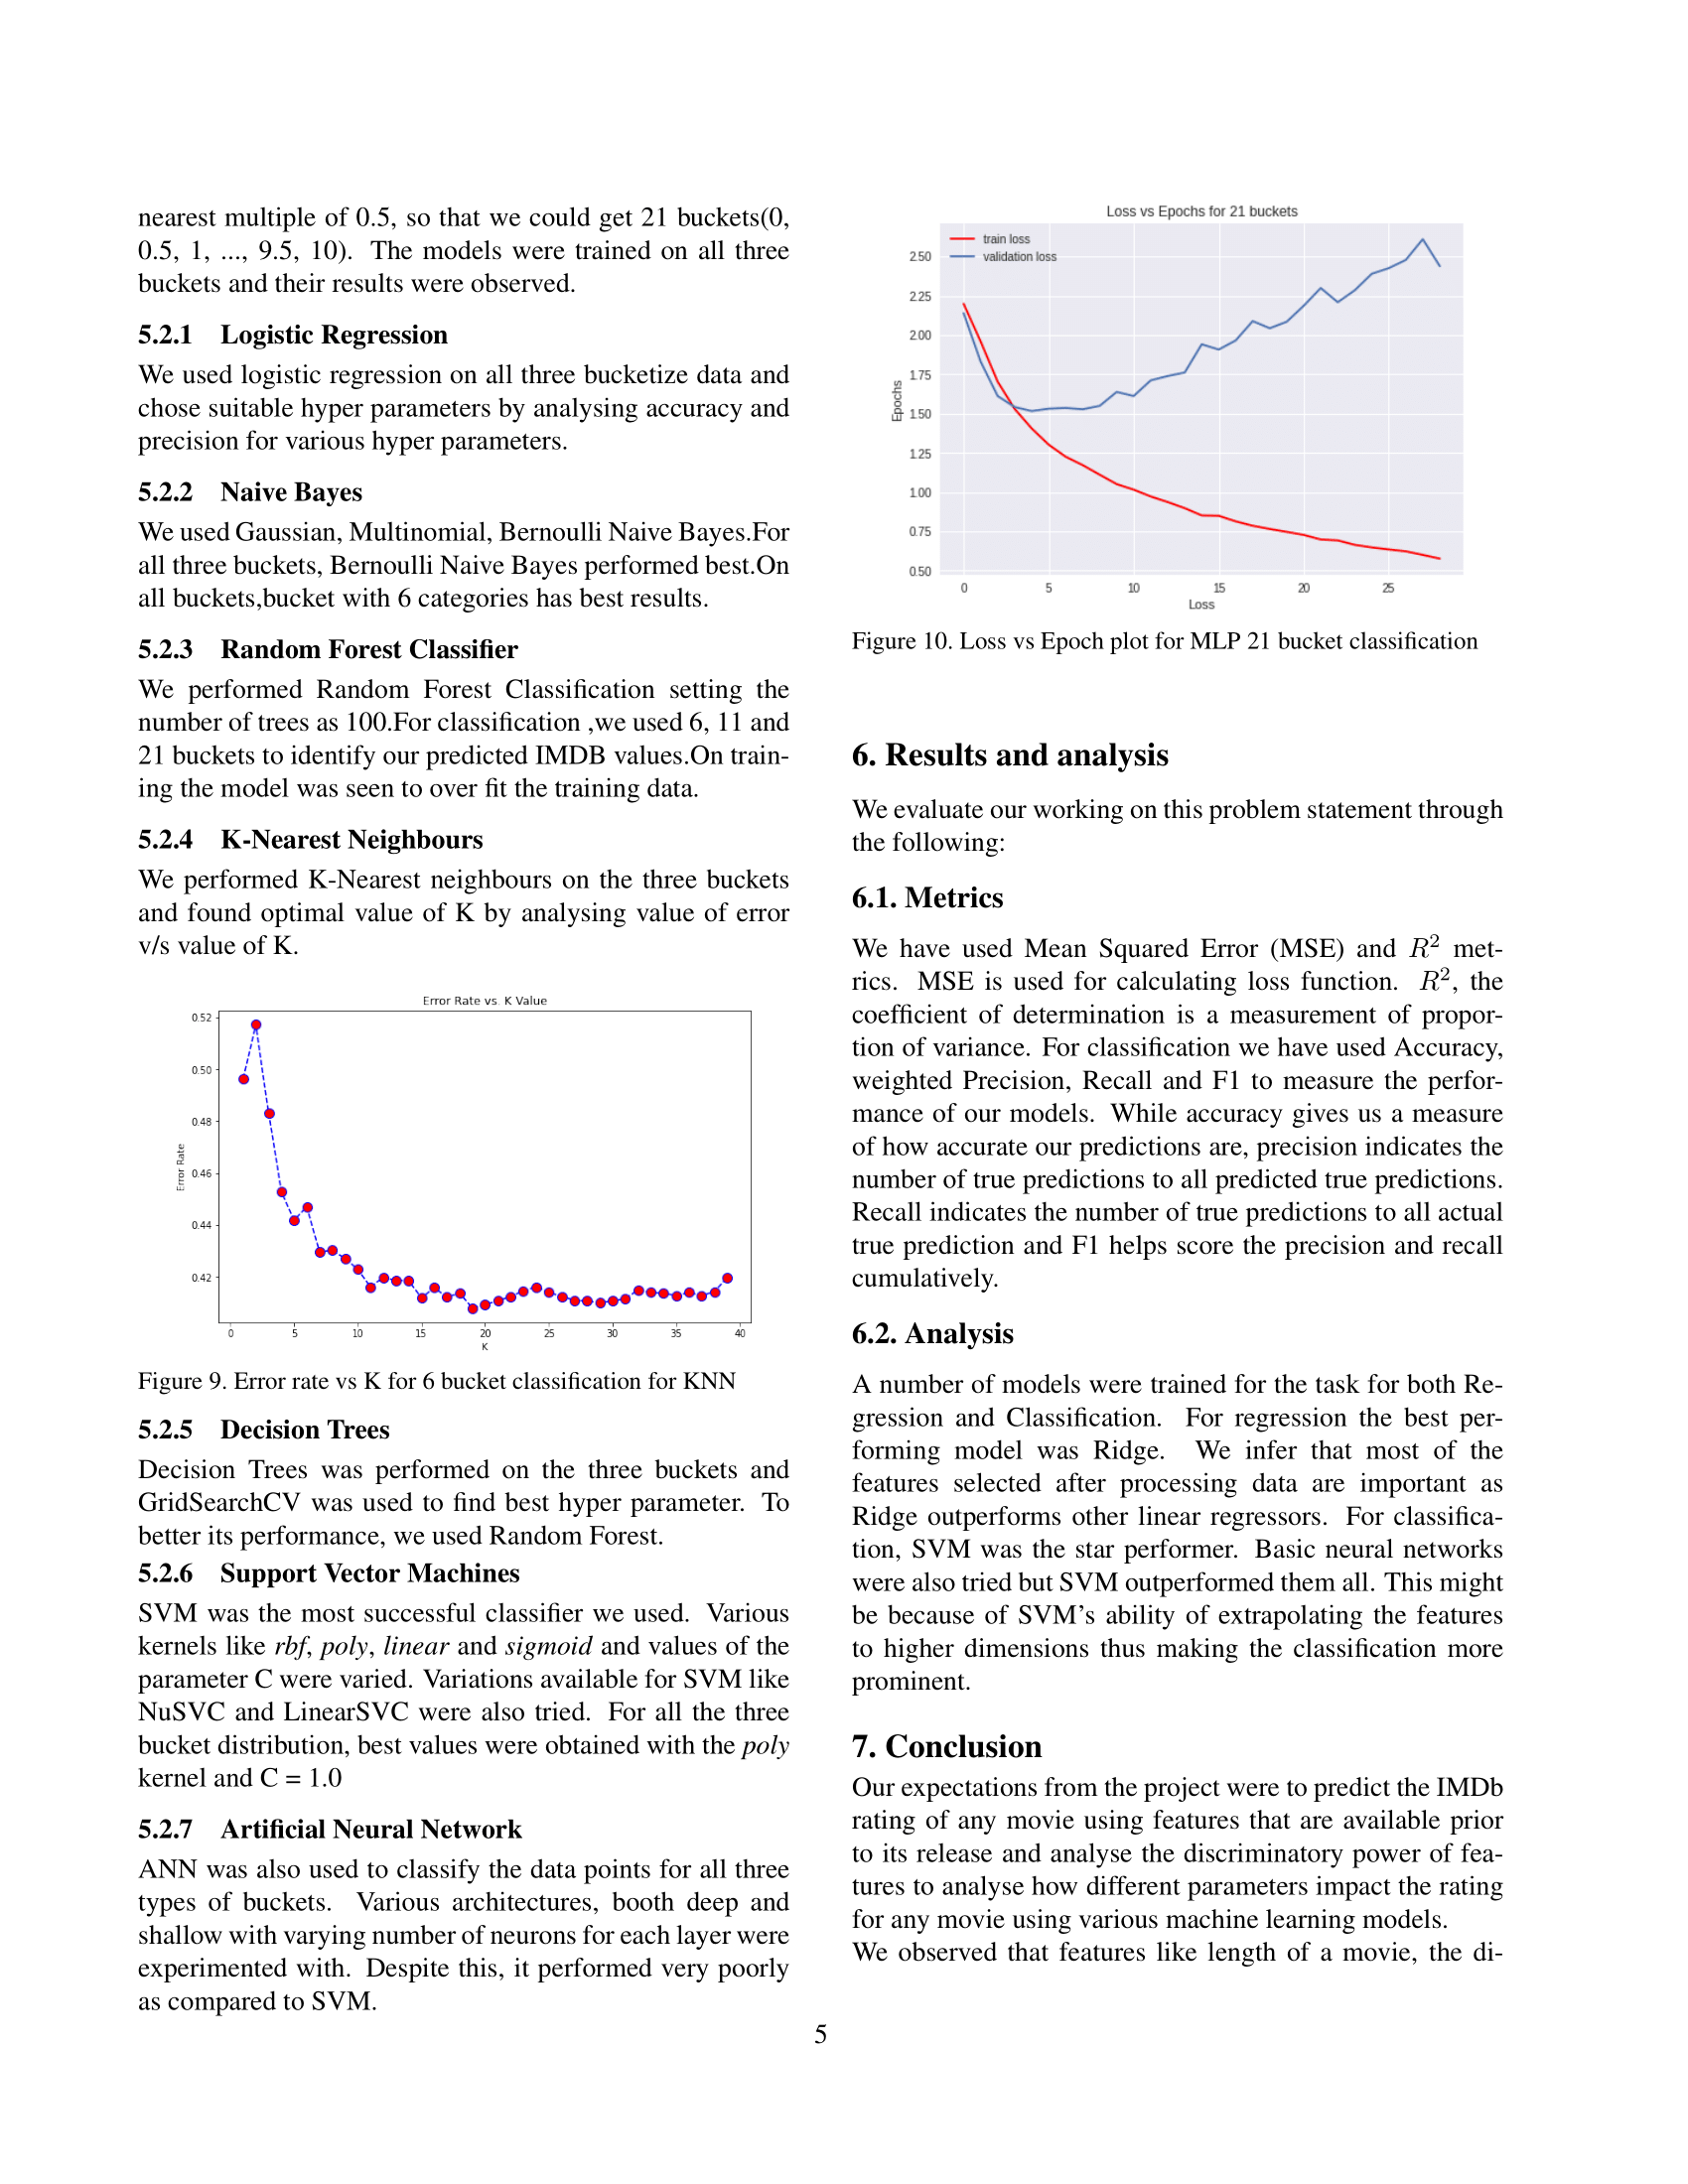 nearest multiple of 0.5, so that we could get 21 buckets(0,
0.5, 1, ..., 9.5, 10). The models were trained on all three
buckets and their results were observed.
5.2.1 Logistic Regression
We used logistic regression on all three bucketize data and
chose suitable hyper parameters by analysing accuracy and
precision for various hyper parameters.
5.2.2 Naive Bayes
We used Gaussian, Multinomial, Bernoulli Naive Bayes.For
all three buckets, Bernoulli Naive Bayes performed best.On
all buckets,bucket with 6 categories has best results.
5.2.3 Random Forest Classifier
We performed Random Forest Classification setting the
number of trees as 100.For classification ,we used 6, 11 and
21 buckets to identify our predicted IMDB values.On train-
ing the model was seen to over fit the training data.
5.2.4 K-Nearest Neighbours
We performed K-Nearest neighbours on the three buckets
and found optimal value of K by analysing value of error
v/s value of K.
Error Rate vs. K Value
0.52
0.50
0.48
0.46
0.44
0.42
Error Rate
0 5 10 15 20 25 30 35 40
K
Figure 9. Error rate vs K for 6 bucket classification for KNN
5.2.5 Decision Trees
Decision Trees was performed on the three buckets and
GridSearchCV was used to find best hyper parameter. To
better its performance, we used Random Forest.
5.2.6 Support Vector Machines
SVM was the most successful classifier we used. Various
kernels like rbf, poly, linear and sigmoid and values of the
parameter C were varied. Variations available for SVM like
NuSVC and LinearSVC were also tried. For all the three
bucket distribution, best values were obtained with the poly
kernel and C = 1.0
5.2.7 Artificial Neural Network
ANN was also used to classify the data points for all three
types of buckets. Various architectures, booth deep and
shallow with varying number of neurons for each layer were
experimented with. Despite this, it performed very poorly
as compared to SVM.
Loss vs Epochs for 21 buckets
train loss
validation loss
2.50
2.25
2.00
1.75
1.50
1.25
1.00
0.75
0.50
Epochs
0 5 10 15 20 25
Loss
Figure 10. Loss vs Epoch plot for MLP 21 bucket classification
6. Results and analysis
We evaluate our working on this problem statement through
the following:
6.1. Metrics
We have used Mean Squared Error (MSE) and R² met-
rics. MSE is used for calculating loss function. R², the
coefficient of determination is a measurement of propor-
tion of variance. For classification we have used Accuracy,
weighted Precision, Recall and F1 to measure the perfor-
mance of our models. While accuracy gives us a measure
of how accurate our predictions are, precision indicates the
number of true predictions to all predicted true predictions.
Recall indicates the number of true predictions to all actual
true prediction and F1 helps score the precision and recall
cumulatively.
6.2. Analysis
A number of models were trained for the task for both Re-
gression and Classification. For regression the best per-
forming model was Ridge. We infer that most of the
features selected after processing data are important as
Ridge outperforms other linear regressors. For classifica-
tion, SVM was the star performer. Basic neural networks
were also tried but SVM outperformed them all. This might
be because of SVM's ability of extrapolating the features
to higher dimensions thus making the classification more
prominent.
7. Conclusion
Our expectations from the project were to predict the IMDb
rating of any movie using features that are available prior
to its release and analyse the discriminatory power of fea-
tures to analyse how different parameters impact the rating
for any movie using various machine learning models.
We observed that features like length of a movie, the di-
5